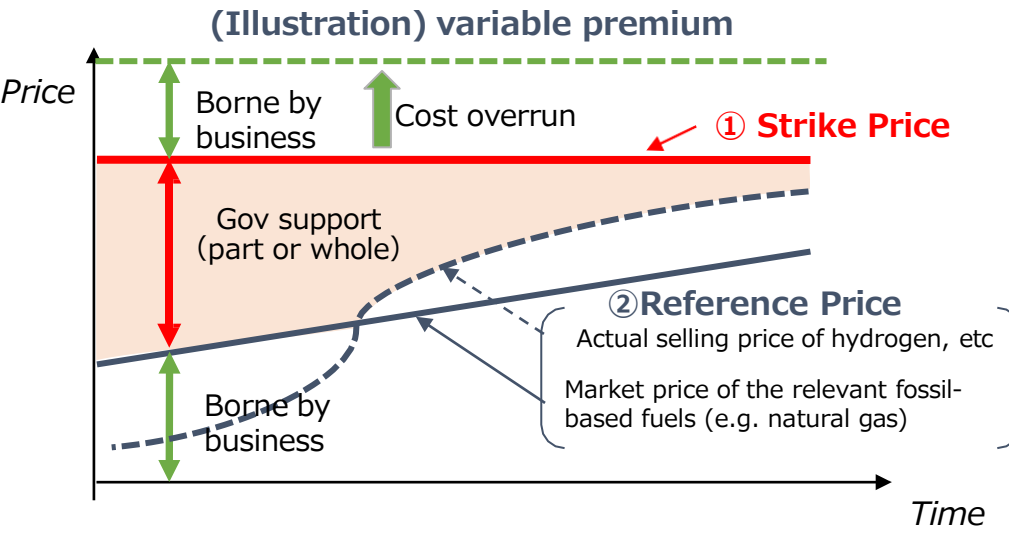 (Illustration) variable premium
Price
Borne by
business
Cost overrun
① Strike Price
Gov support
(part or whole)
②Reference Price
Actual selling price of hydrogen, etc
Market price of the relevant fossil-
based fuels (e.g. natural gas)
Borne by
business
Time